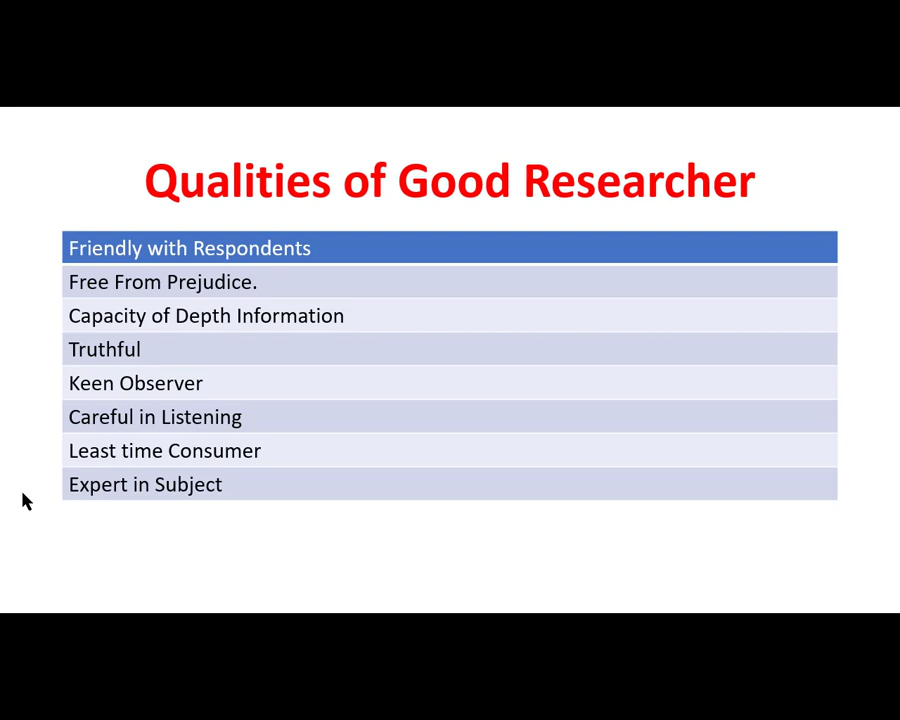 Qualities of Good Researcher
Friendly with Respondents
Free From Prejudice.
Capacity of Depth Information
Truthful
Keen Observer
Careful in Listening
Least time Consumer
Expert in Subject